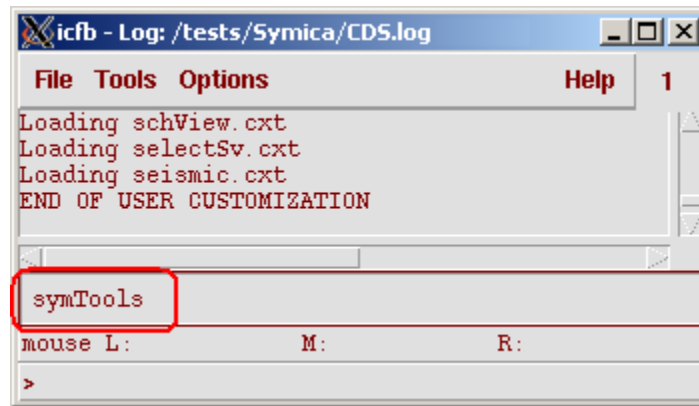 icfb - Log: /tests/Symica/CDS.log
File Tools Options Help 1
Loading schView.cxt
Loading selectSv.cxt
Loading seismic.cxt
END OF USER CUSTOMIZATION
symTools
mouse L: M: R:
>